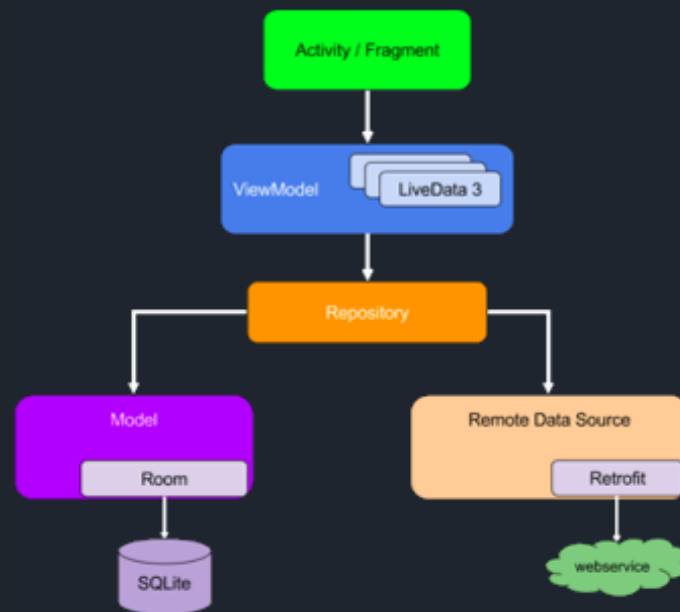 Activity / Fragment
ViewModel
LiveData 3
Repository
Model
Remote Data Source
Room
Retrofit
SQLite
webservice